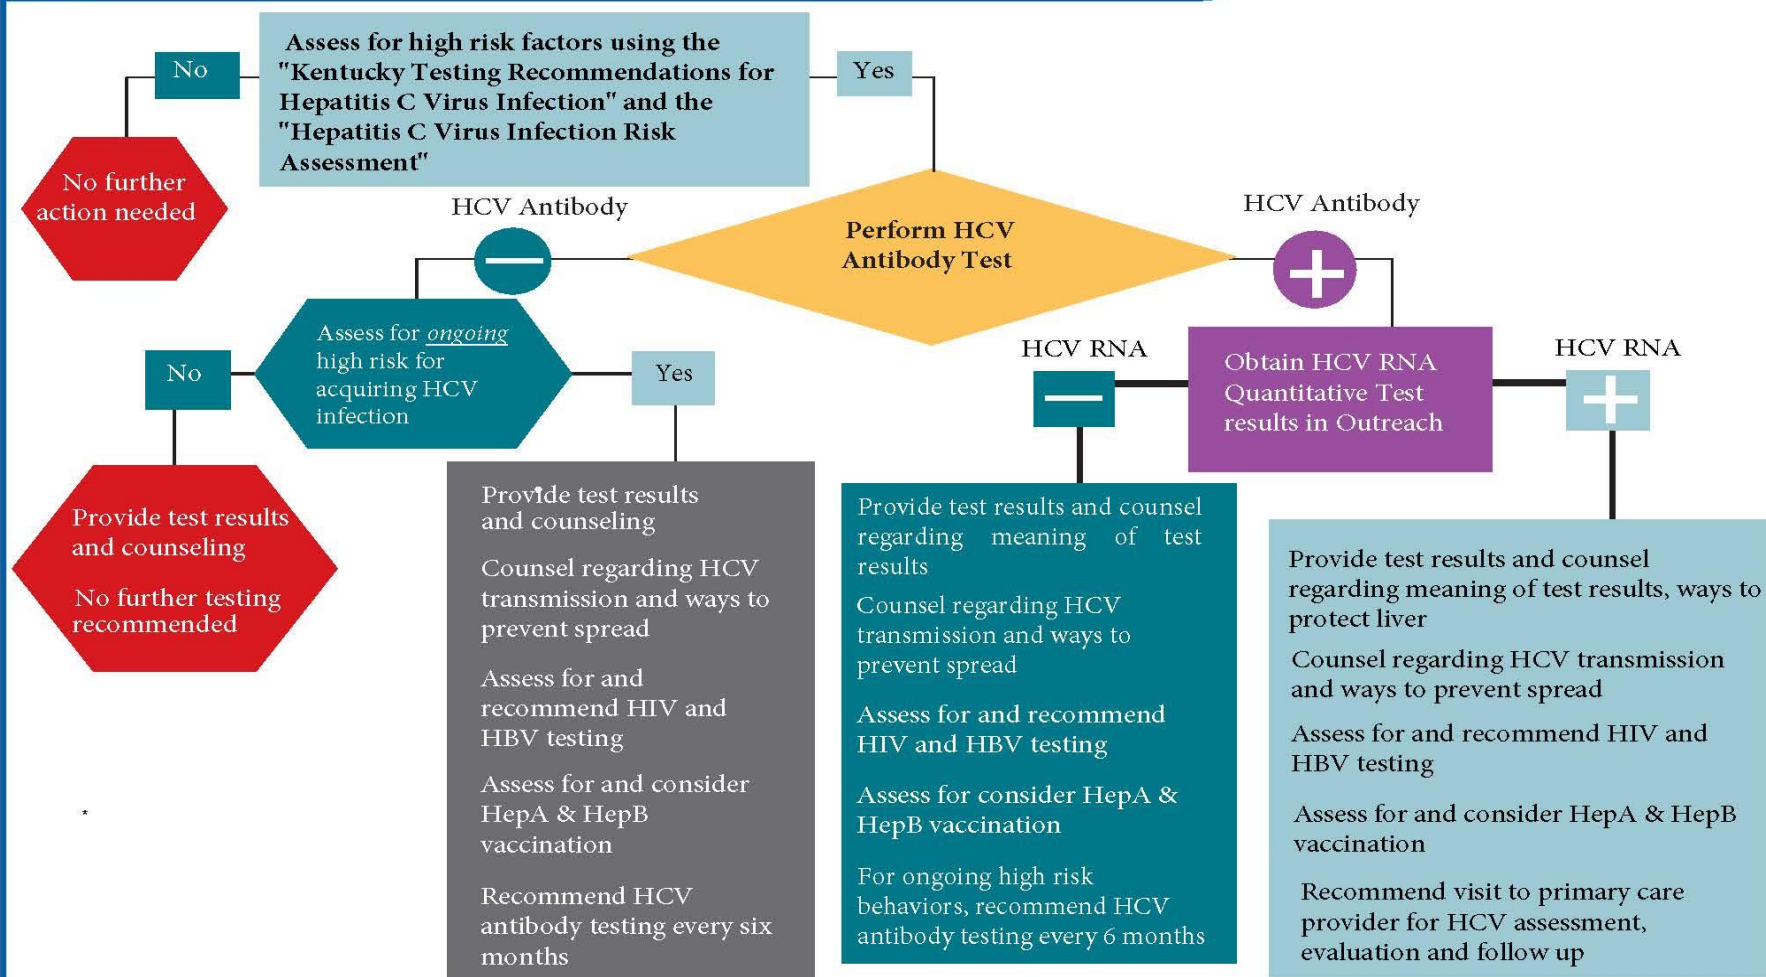 No
Assess for high risk factors using the
"Kentucky Testing Recommendations for
Hepatitis C Virus Infection" and the
"Hepatitis C Virus Infection Risk
Assessment"
Yes
No further
action needed
HCV Antibody
Perform HCV
Antibody Test
HCV Antibody
Assess for ongoing
high risk for
acquiring HCV
infection
No
Yes
HCV RNA
Obtain HCV RNA
Quantitative Test
results in Outreach
HCV RNA
Provide test results
and counseling
No further testing
recommended
Provide test results
and counseling
Counsel regarding HCV
transmission and ways to
prevent spread
Assess for and
recommend HIV and
HBV testing
Assess for and consider
HepA & HepB
vaccination
Recommend HCV
antibody testing every six
months
Provide test results and counsel
regarding meaning of test
results
Counsel regarding HCV
transmission and ways to
prevent spread
Assess for and recommend
HIV and HBV testing
Assess for consider HepA &
HepB vaccination
For ongoing high risk
behaviors, recommend HCV
antibody testing every 6 months
Provide test results and counsel
regarding meaning of test results, ways to
protect liver
Counsel regarding HCV transmission
and ways to prevent spread
Assess for and recommend HIV and
HBV testing
Assess for and consider HepA & HepB
vaccination
Recommend visit to primary care
provider for HCV assessment,
evaluation and follow up
*